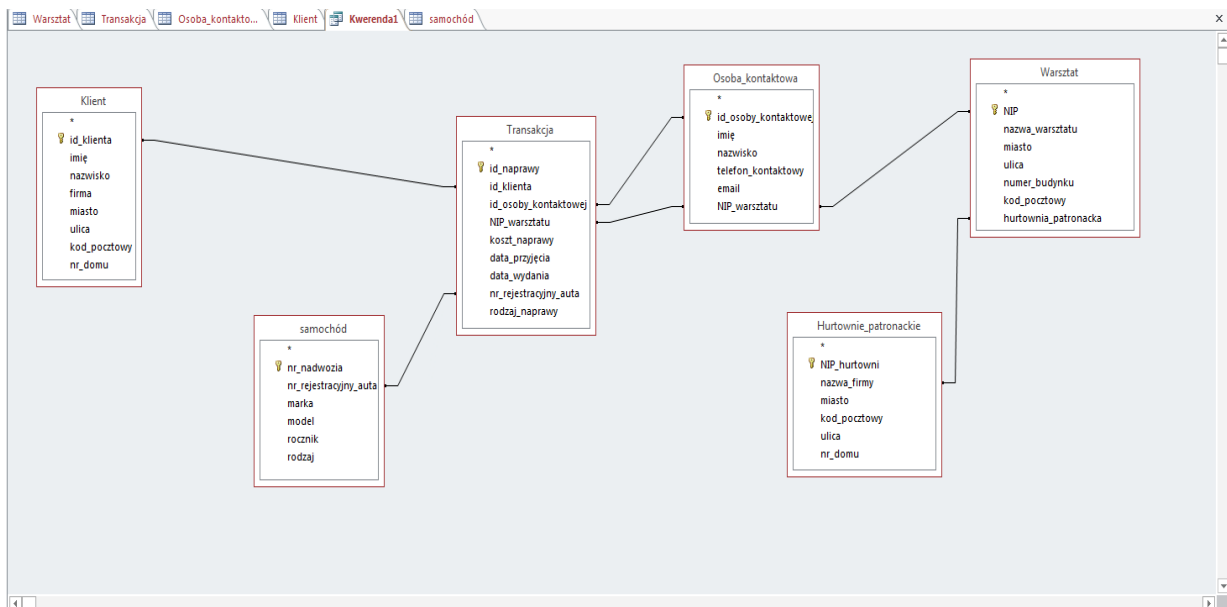 Warsztat Transakcja Osoba_kontakto... Klient Kwerenda1 samochód x
Klient
*
id_klienta
imię
nazwisko
firma
miasto
ulica
kod_pocztowy
nr_domu
Transakcja
*
id_naprawy
id_klienta
id_osoby_kontaktowej
NIP_warsztatu
koszt_naprawy
data_przyjęcia
data_wydania
nr_rejestracyjny_auta
rodzaj_naprawy
Osoba_kontaktowa
*
id_osoby_kontaktowej
imię
nazwisko
telefon_kontaktowy
email
NIP_warsztatu
Warsztat
*
NIP
nazwa_warsztatu
miasto
ulica
numer_budynku
kod_pocztowy
hurtownia_patronacka
samochód
*
nr_nadwozia
nr_rejestracyjny_auta
marka
model
rocznik
rodzaj
Hurtownie_patronackie
*
NIP_hurtowni
nazwa_firmy
miasto
kod_pocztowy
ulica
nr_domu